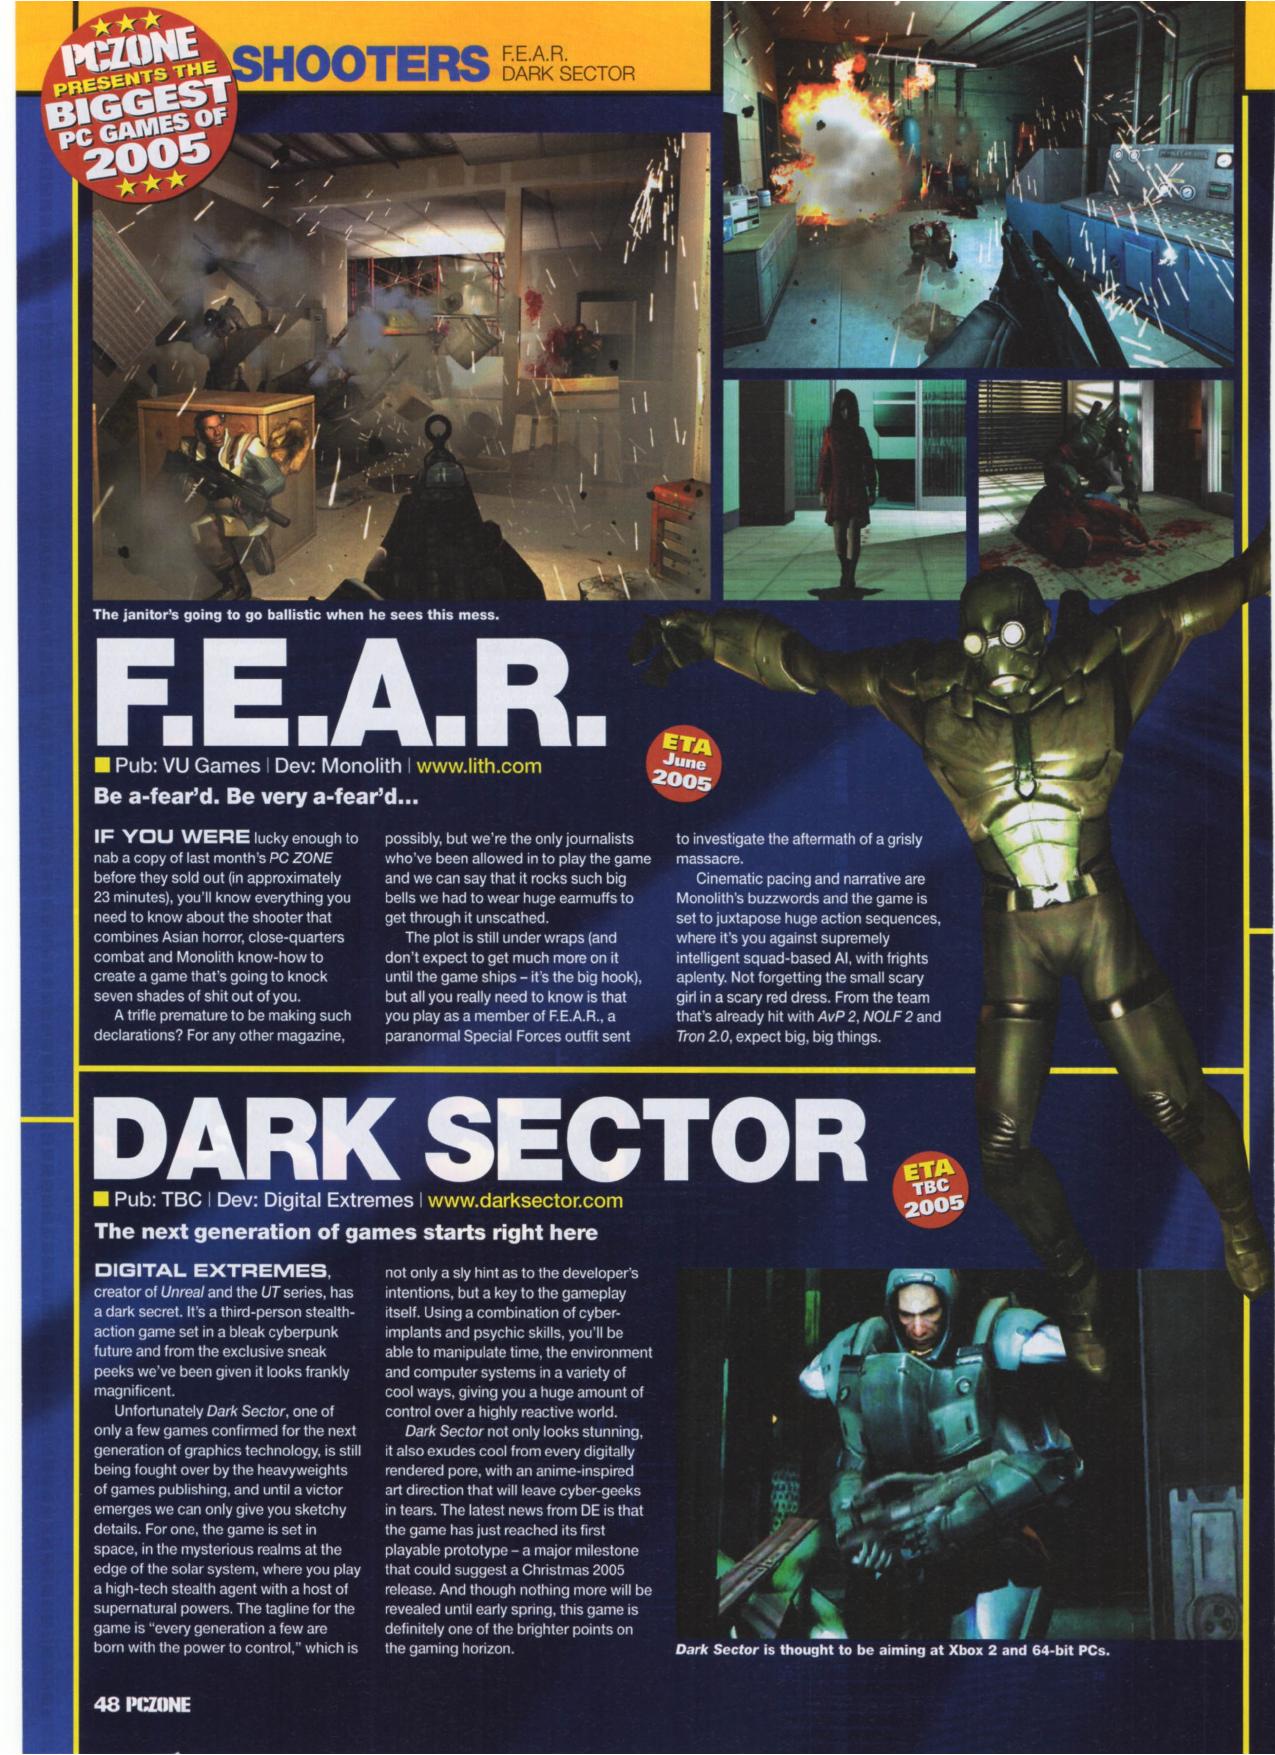 PCZONE
PRESENTS THE
BIGGEST
PC GAMES OF
2005
SHOOTERS
F.E.A.R.
DARK SECTOR
The janitor's going to go ballistic when he sees this mess.
F.E.A.R.
Pub: VU Games | Dev: Monolith | www.lith.com
ETA
June
2005
Be a-fear'd. Be very a-fear'd...
IF YOU WERE lucky enough to
nab a copy of last month's PC ZONE
before they sold out (in approximately
23 minutes), you'll know everything you
need to know about the shooter that
combines Asian horror, close-quarters
combat and Monolith know-how to
create a game that's going to knock
seven shades of shit out of you.
A trifle premature to be making such
declarations? For any other magazine,
possibly, but we're the only journalists
who've been allowed in to play the game
and we can say that it rocks such big
bells we had to wear huge earmuffs to
get through it unscathed.
The plot is still under wraps (and
don't expect to get much more on it
until the game ships – it's the big hook),
but all you really need to know is that
you play as a member of F.E.A.R., a
paranormal Special Forces outfit sent
to investigate the aftermath of a grisly
massacre.
Cinematic pacing and narrative are
Monolith's buzzwords and the game is
set to juxtapose huge action sequences,
where it's you against supremely
intelligent squad-based AI, with frights
aplenty. Not forgetting the small scary
girl in a scary red dress. From the team
that's already hit with AvP 2, NOLF 2 and
Tron 2.0, expect big, big things.
DARK SECTOR
Pub: TBC | Dev: Digital Extremes | www.darksector.com
ETA
TBC
2005
The next generation of games starts right here
DIGITAL EXTREMES,
creator of Unreal and the UT series, has
a dark secret. It's a third-person stealth-
action game set in a bleak cyberpunk
future and from the exclusive sneak
peeks we've been given it looks frankly
magnificent.
Unfortunately Dark Sector, one of
only a few games confirmed for the next
generation of graphics technology, is still
being fought over by the heavyweights
of games publishing, and until a victor
emerges we can only give you sketchy
details. For one, the game is set in
space, in the mysterious realms at the
edge of the solar system, where you play
a high-tech stealth agent with a host of
supernatural powers. The tagline for the
game is "every generation a few are
born with the power to control," which is
not only a sly hint as to the developer's
intentions, but a key to the gameplay
itself. Using a combination of cyber-
implants and psychic skills, you'll be
able to manipulate time, the environment
and computer systems in a variety of
cool ways, giving you a huge amount of
control over a highly reactive world.
Dark Sector not only looks stunning,
it also exudes cool from every digitally
rendered pore, with an anime-inspired
art direction that will leave cyber-geeks
in tears. The latest news from DE is that
the game has just reached its first
playable prototype – a major milestone
that could suggest a Christmas 2005
release. And though nothing more will be
revealed until early spring, this game is
definitely one of the brighter points on
the gaming horizon.
Dark Sector is thought to be aiming at Xbox 2 and 64-bit PCs.
48 PCZONE